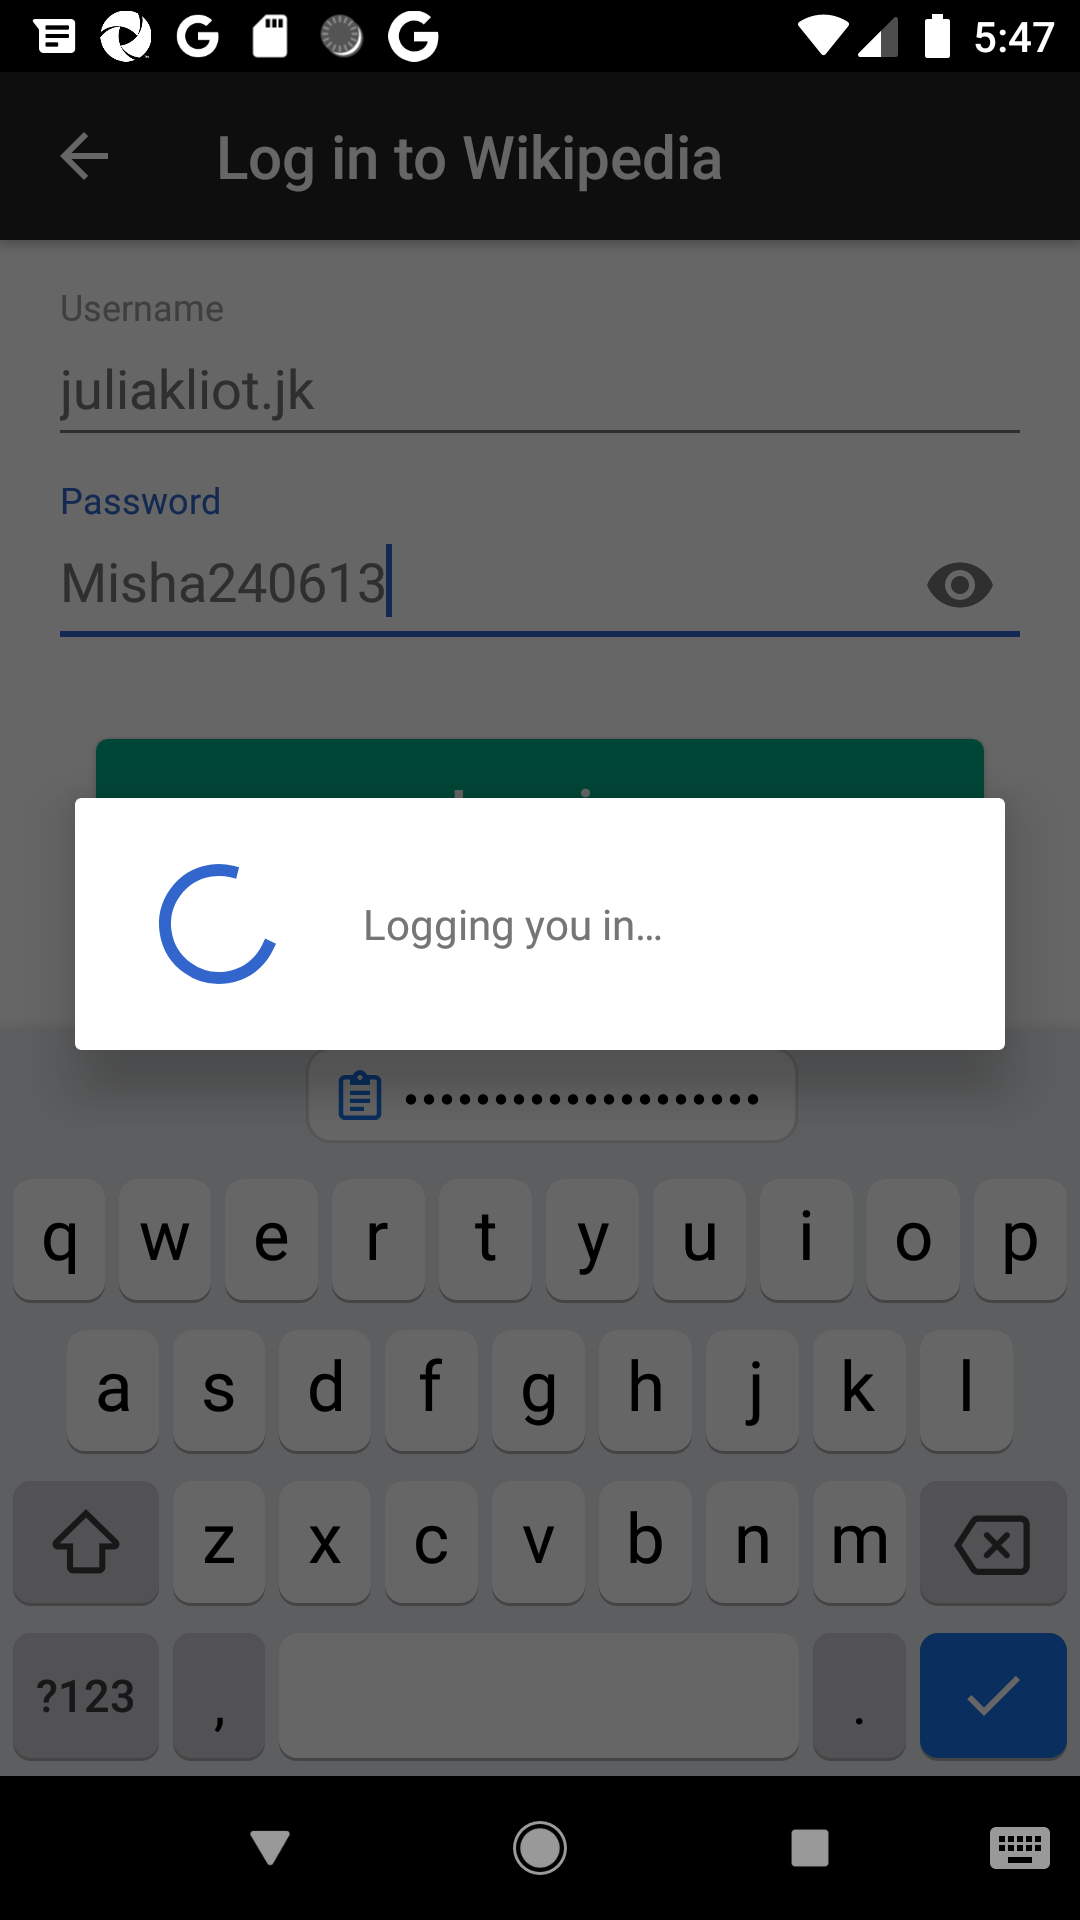 5:47
Log in to Wikipedia
Username
juliakliot.jk
Password
Misha240613
Logging you in...
••••••••••••••••••••
q w e r t y u i o p
a s d f g h j k l
z x c v b n m
?123 , .